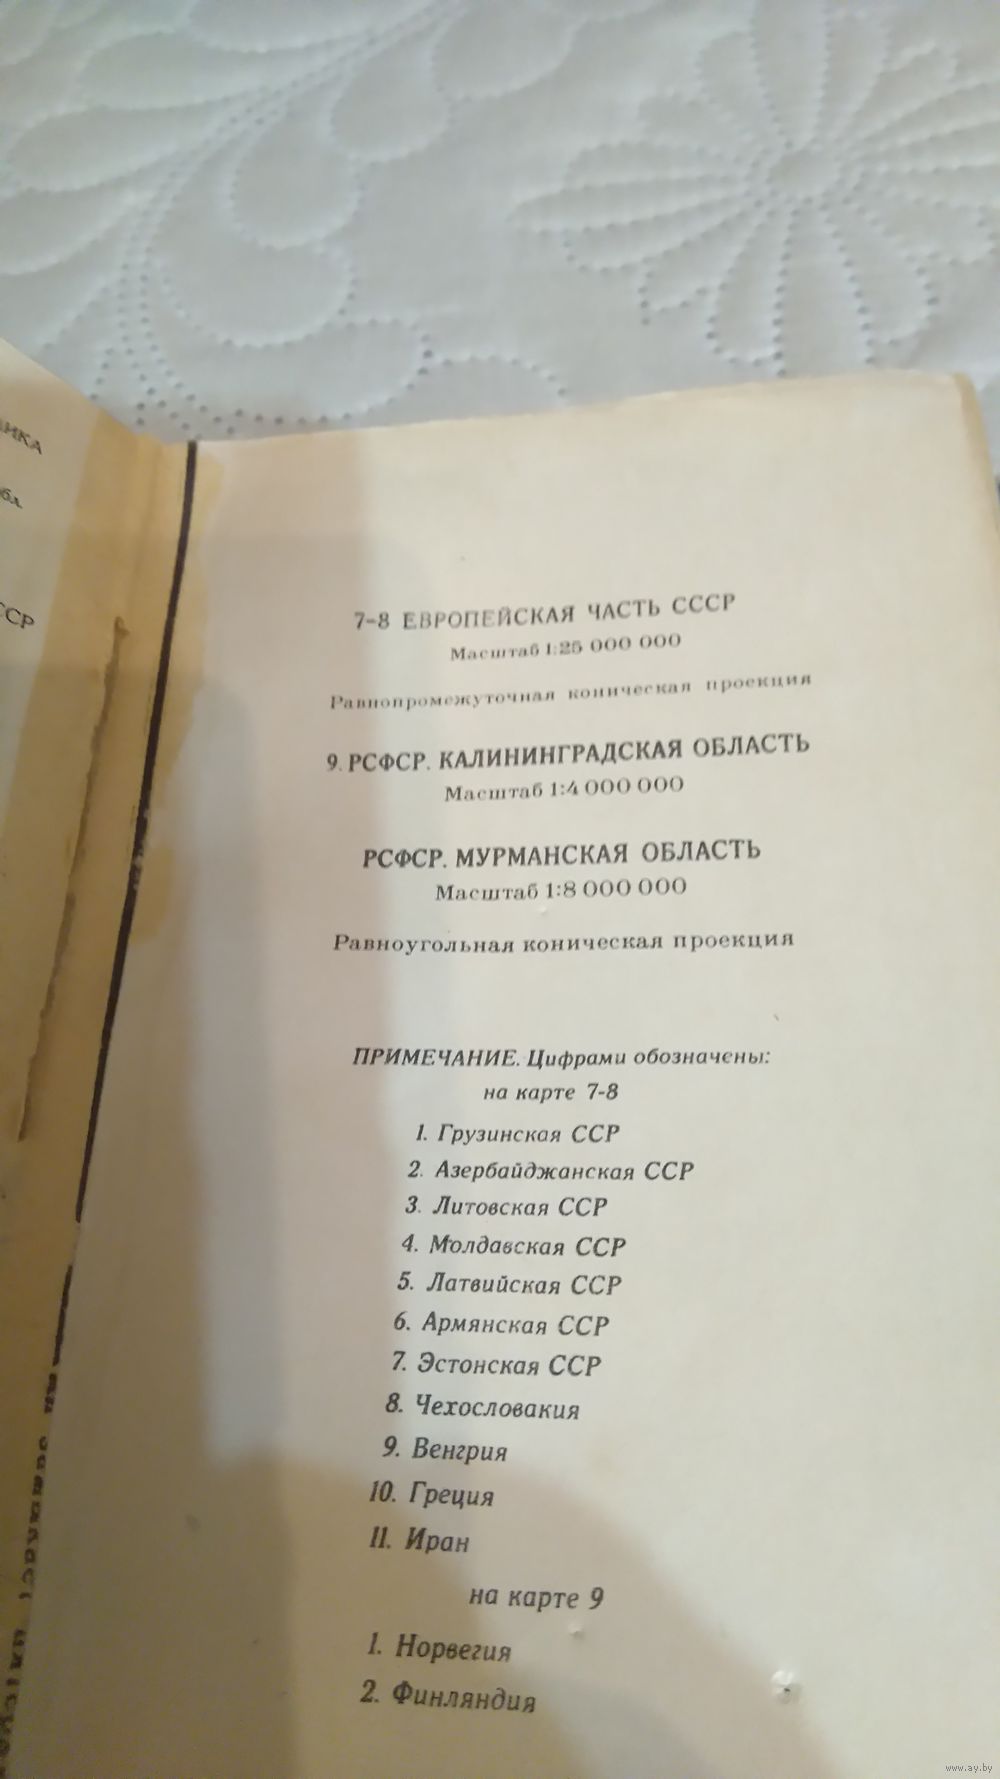 ССР
7-8 ЕВРОПЕЙСКАЯ ЧАСТЬ СССР
Масштаб 1:25 000 000
Равнопромежуточная коническая проекция
9. РСФСР. КАЛИНИНГРАДСКАЯ ОБЛАСТЬ
Масштаб 1:4 000 000
РСФСР. МУРМАНСКАЯ ОБЛАСТЬ
Масштаб 1:8 000 000
Равноугольная коническая проекция
ПРИМЕЧАНИЕ. Цифрами обозначены:
на карте 7-8
1. Грузинская ССР
2. Азербайджанская ССР
3. Литовская ССР
4. Молдавская ССР
5. Латвийская ССР
6. Армянская ССР
7. Эстонская ССР
8. Чехословакия
9. Венгрия
10. Греция
11. Иран
на карте 9
1. Норвегия
2. Финляндия
www.ay.by